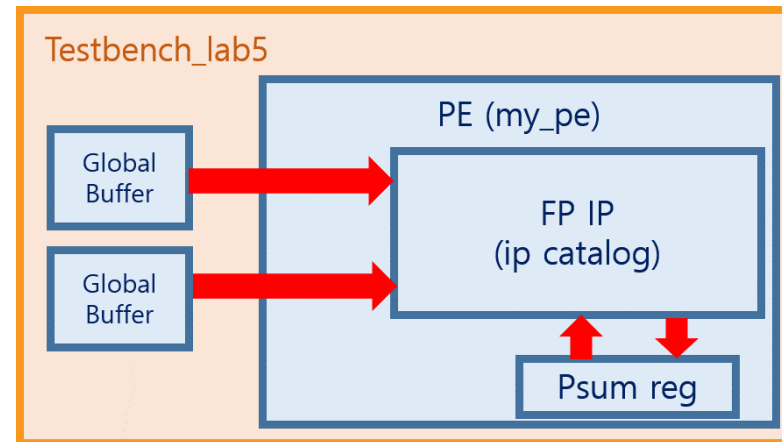 Testbench_lab5
PE (my_pe)
Global
Buffer
FP IP
(ip catalog)
Global
Buffer
Psum reg